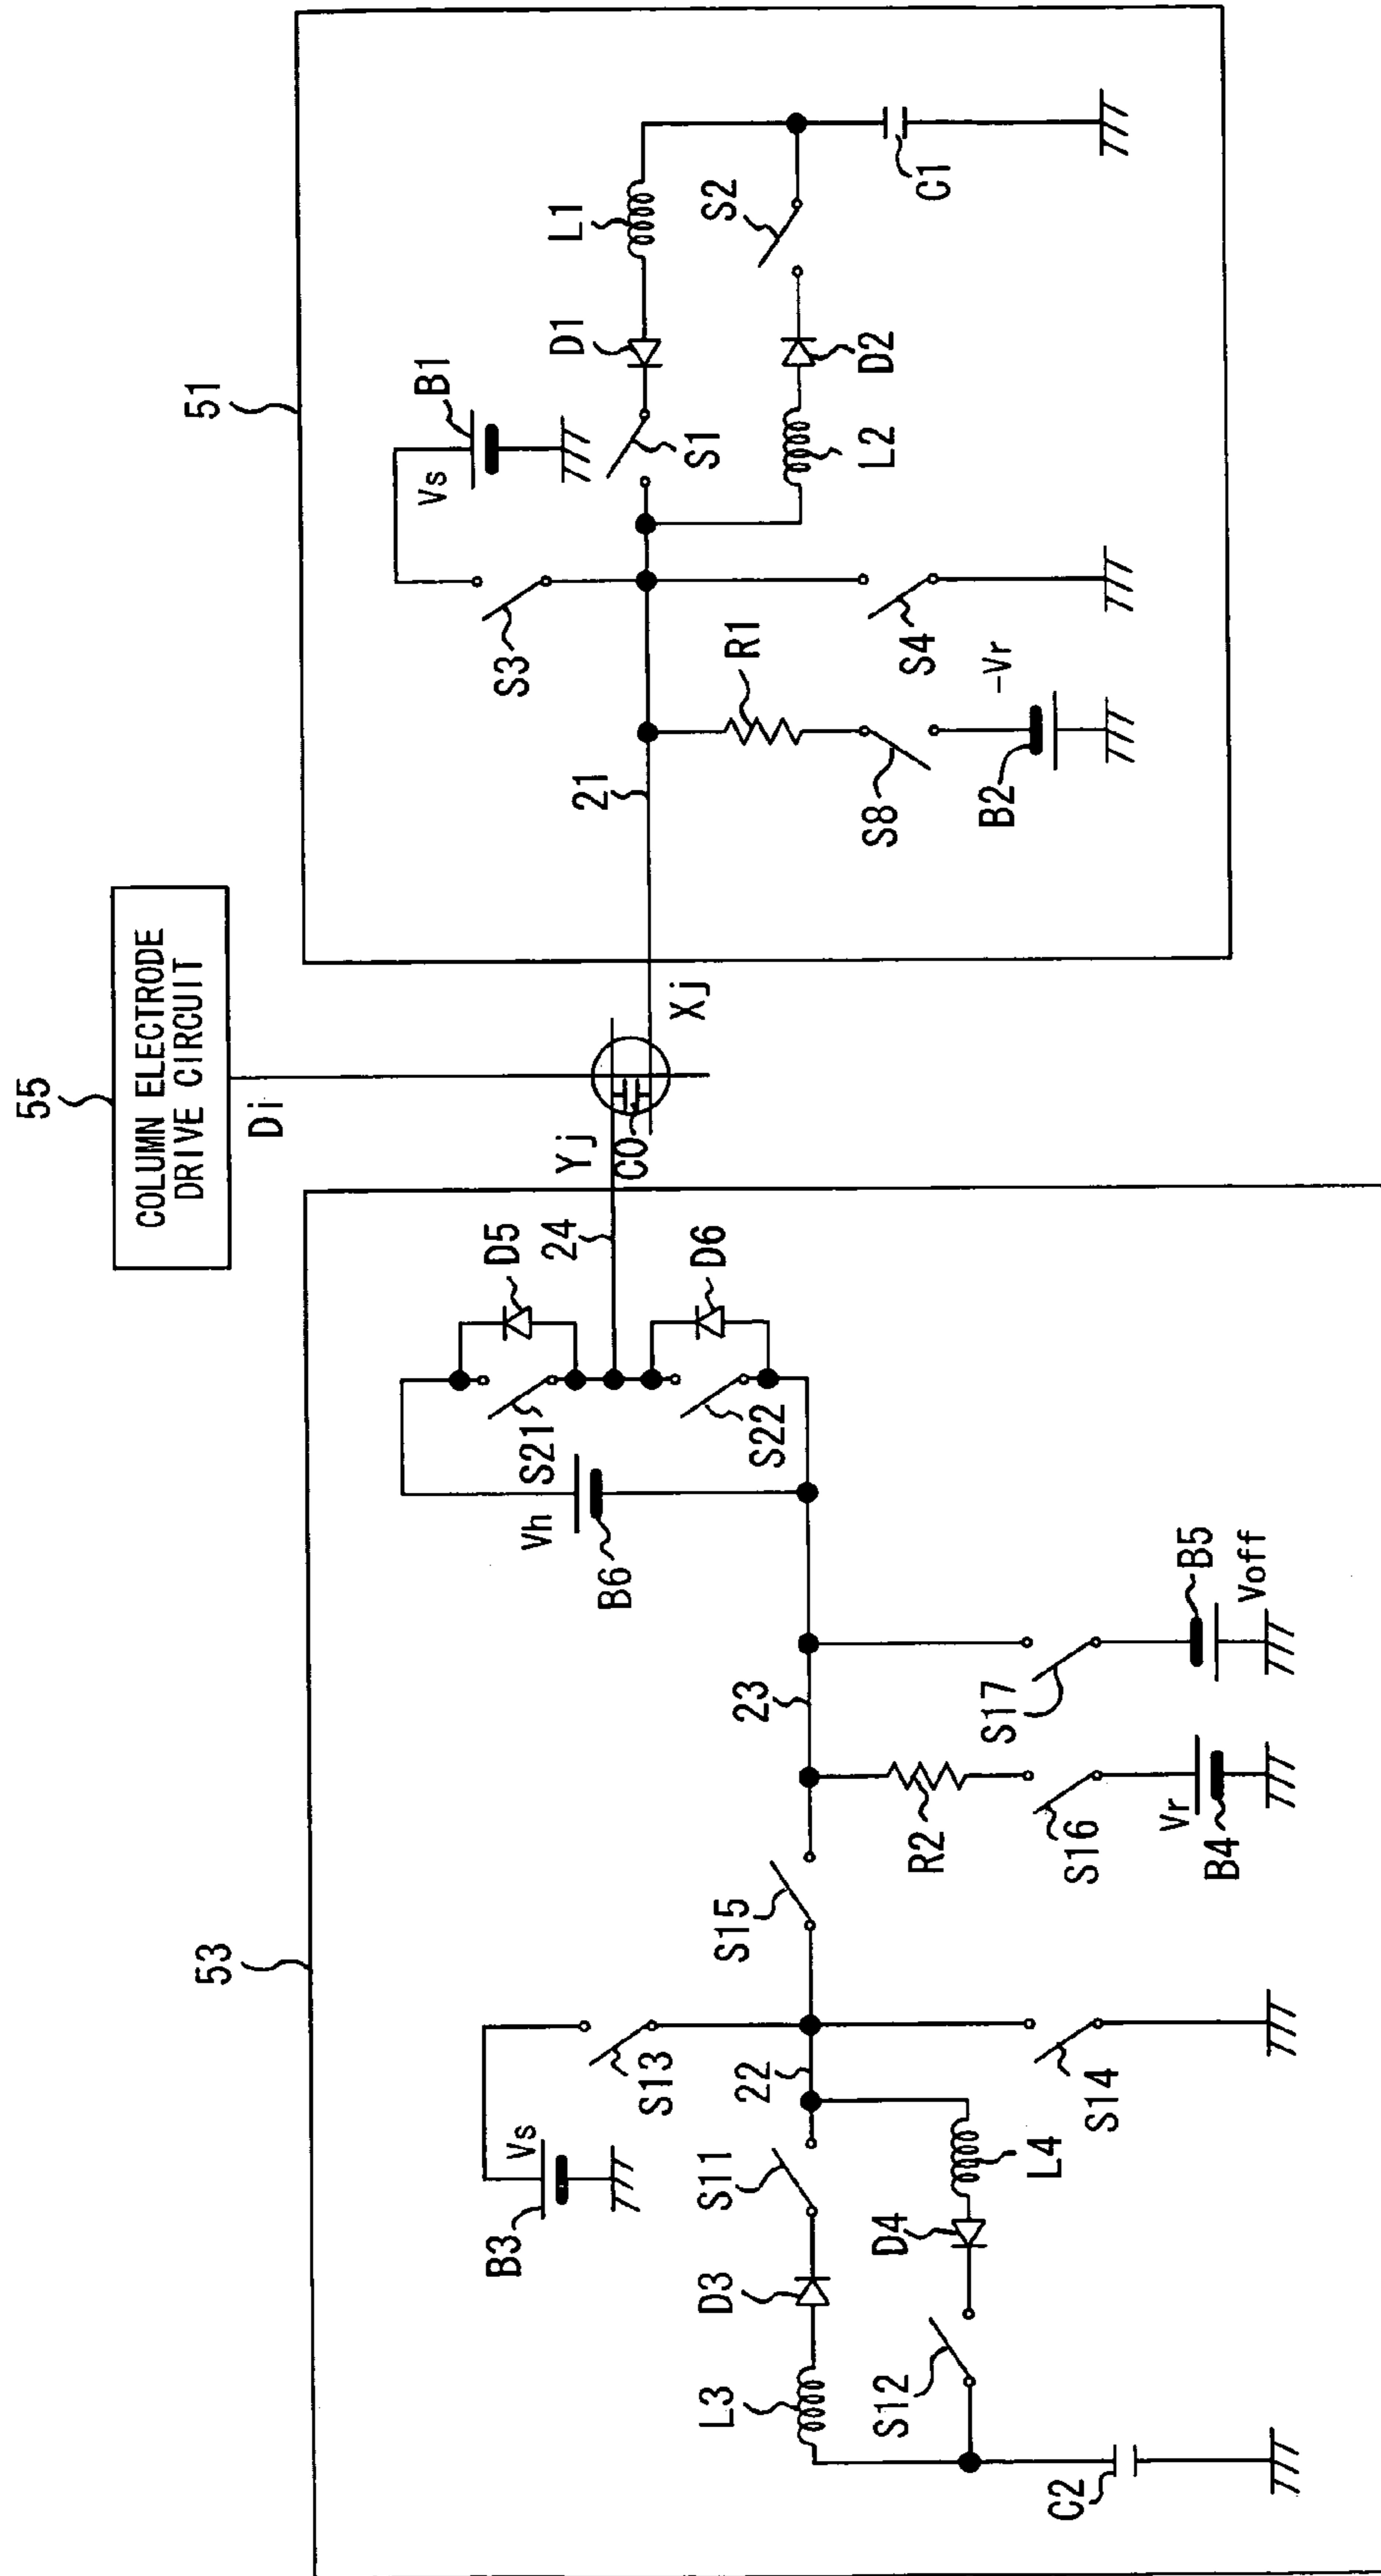 55
COLUMN ELECTRODE
DRIVE CIRCUIT
Di
51
B1
Vs
S3
D1
L1
S1
S2
D2
L2
C1
21
R1
S4
S8
-Vr
B2
Xj
Yj
C0
53
24
D5
D6
S21
S22
Vh
B6
23
S17
B5
Voff
R2
S16
Vr
B4
S15
S13
22
S14
B3
Vs
S11
D3
L3
L4
D4
S12
C2